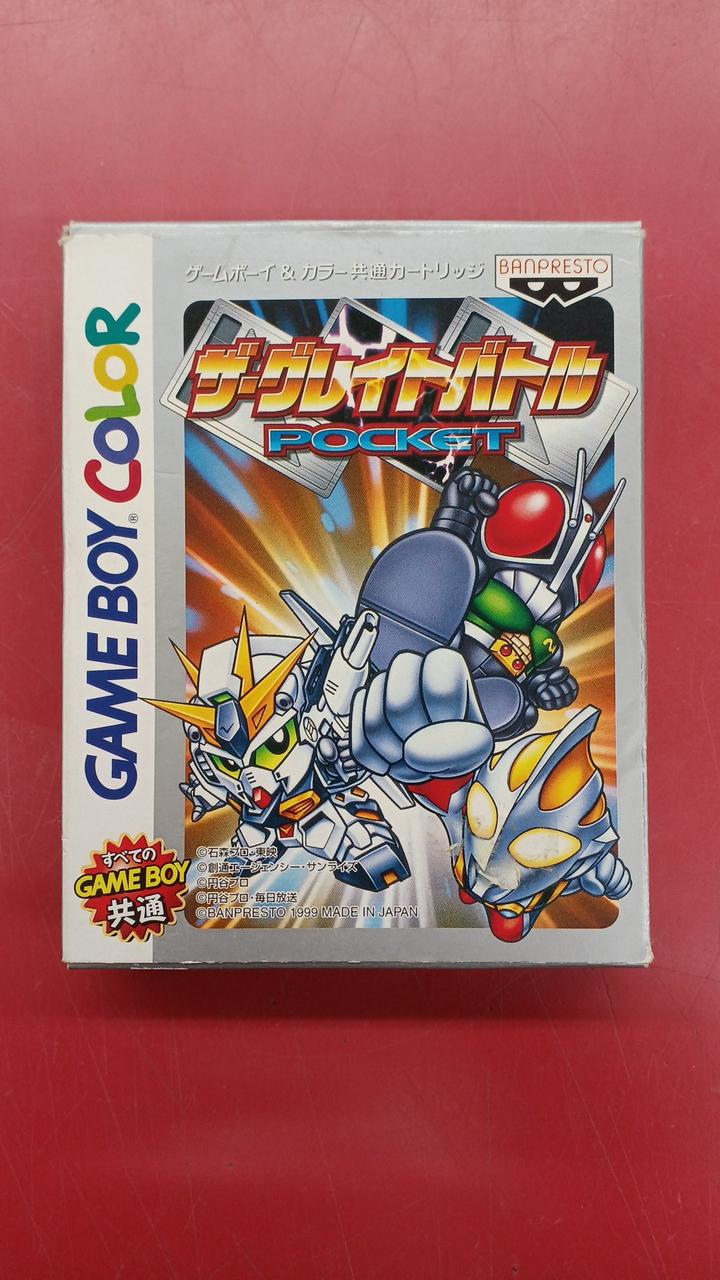 ゲームボーイ & カラー共通カートリッジ
BANPRESTO
ザ・グレイトバトル
POCKET
GAME BOY® COLOR
2
すべての
GAME BOY
共通
©石森プロ・東映
©創通エージェンシー・サンライズ
©円谷プロ
©円谷プロ・毎日放送
©BANPRESTO 1999 MADE IN JAPAN